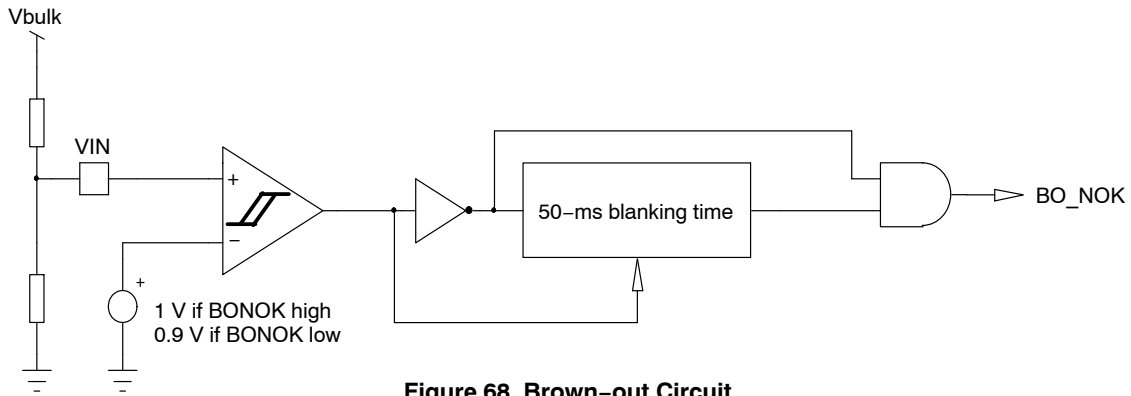 Vbulk
VIN
+
−
+
1 V if BONOK high
0.9 V if BONOK low
50−ms blanking time
BO_NOK
Figure 68. Brown−out Circuit